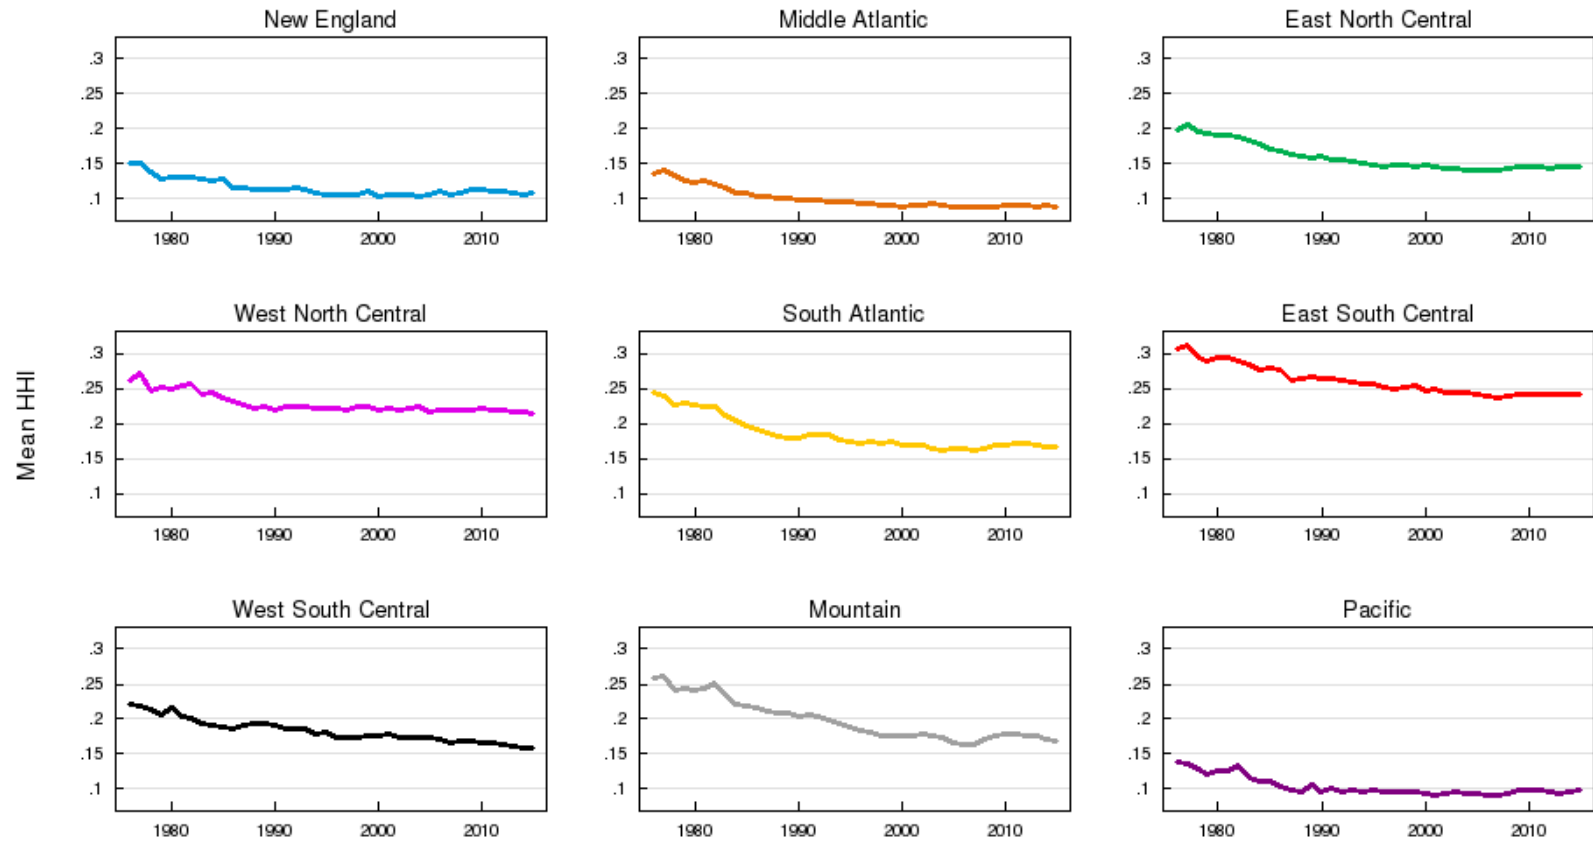 New England
Middle Atlantic
East North Central
.3
.25
.2
.15
.1
1980 1990 2000 2010
.3
.25
.2
.15
.1
1980 1990 2000 2010
.3
.25
.2
.15
.1
1980 1990 2000 2010
Mean HHI
West North Central
South Atlantic
East South Central
.3
.25
.2
.15
.1
1980 1990 2000 2010
.3
.25
.2
.15
.1
1980 1990 2000 2010
.3
.25
.2
.15
.1
1980 1990 2000 2010
West South Central
Mountain
Pacific
.3
.25
.2
.15
.1
1980 1990 2000 2010
.3
.25
.2
.15
.1
1980 1990 2000 2010
.3
.25
.2
.15
.1
1980 1990 2000 2010